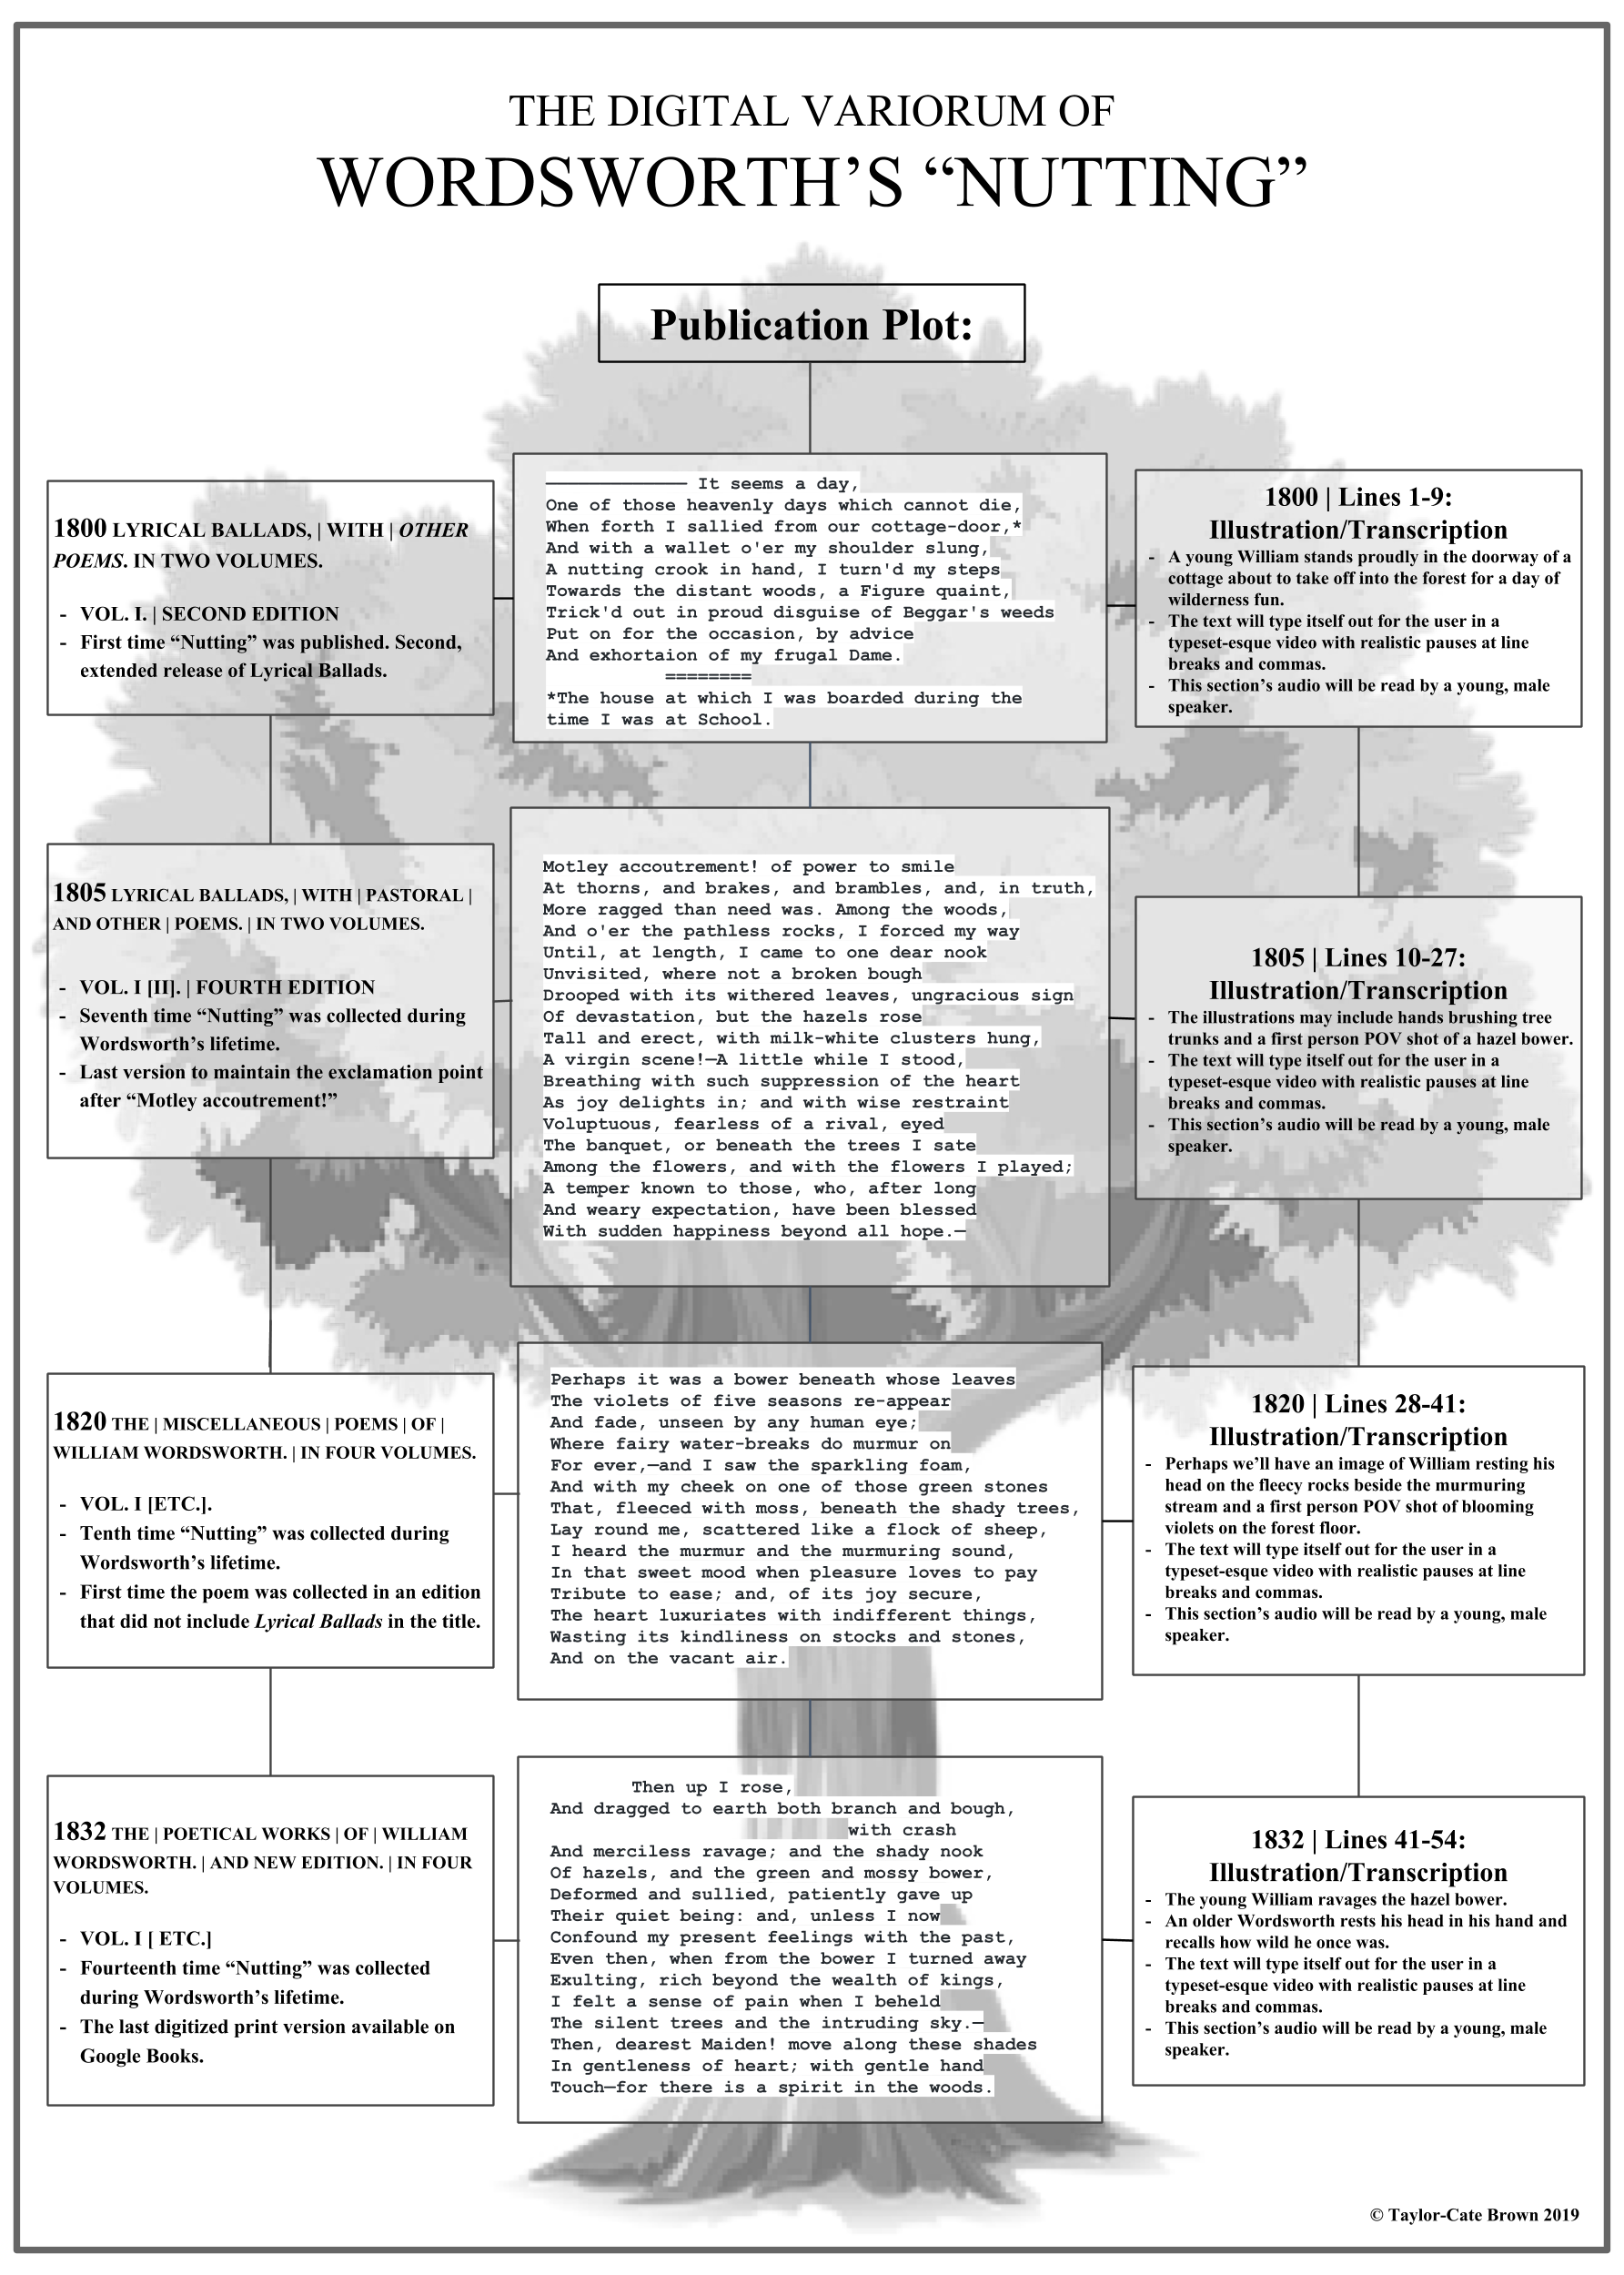 THE DIGITAL VARIORUM OF
WORDSWORTH’S “NUTTING”
Publication Plot:
1800 LYRICAL BALLADS, | WITH | OTHER
POEMS. IN TWO VOLUMES.
- VOL. I. | SECOND EDITION
- First time “Nutting” was published. Second,
extended release of Lyrical Ballads.
———————————— It seems a day,
One of those heavenly days which cannot die,
When forth I sallied from our cottage-door,*
And with a wallet o'er my shoulder slung,
A nutting crook in hand, I turn'd my steps
Towards the distant woods, a Figure quaint,
Trick'd out in proud disguise of Beggar's weeds
Put on for the occasion, by advice
And exhortaion of my frugal Dame.
========
*The house at which I was boarded during the
time I was at School.
1800 | Lines 1-9:
Illustration/Transcription
- A young William stands proudly in the doorway of a
cottage about to take off into the forest for a day of
wilderness fun.
- The text will type itself out for the user in a
typeset-esque video with realistic pauses at line
breaks and commas.
- This section’s audio will be read by a young, male
speaker.
1805 LYRICAL BALLADS, | WITH | PASTORAL |
AND OTHER | POEMS. | IN TWO VOLUMES.
- VOL. I [II]. | FOURTH EDITION
- Seventh time “Nutting” was collected during
Wordsworth’s lifetime.
- Last version to maintain the exclamation point
after “Motley accoutrement!”
Motley accoutrement! of power to smile
At thorns, and brakes, and brambles, and, in truth,
More ragged than need was. Among the woods,
And o'er the pathless rocks, I forced my way
Until, at length, I came to one dear nook
Unvisited, where not a broken bough
Drooped with its withered leaves, ungracious sign
Of devastation, but the hazels rose
Tall and erect, with milk-white clusters hung,
A virgin scene!—A little while I stood,
Breathing with such suppression of the heart
As joy delights in; and with wise restraint
Voluptuous, fearless of a rival, eyed
The banquet, or beneath the trees I sate
Among the flowers, and with the flowers I played;
A temper known to those, who, after long
And weary expectation, have been blessed
With sudden happiness beyond all hope.—
1805 | Lines 10-27:
Illustration/Transcription
- The illustrations may include hands brushing tree
trunks and a first person POV shot of a hazel bower.
- The text will type itself out for the user in a
typeset-esque video with realistic pauses at line
breaks and commas.
- This section’s audio will be read by a young, male
speaker.
1820 THE | MISCELLANEOUS | POEMS | OF |
WILLIAM WORDSWORTH. | IN FOUR VOLUMES.
- VOL. I [ETC.].
- Tenth time “Nutting” was collected during
Wordsworth’s lifetime.
- First time the poem was collected in an edition
that did not include Lyrical Ballads in the title.
Perhaps it was a bower beneath whose leaves
The violets of five seasons re-appear
And fade, unseen by any human eye;
Where fairy water-breaks do murmur on
For ever,—and I saw the sparkling foam,
And with my cheek on one of those green stones
That, fleeced with moss, beneath the shady trees,
Lay round me, scattered like a flock of sheep,
I heard the murmur and the murmuring sound,
In that sweet mood when pleasure loves to pay
Tribute to ease; and, of its joy secure,
The heart luxuriates with indifferent things,
Wasting its kindliness on stocks and stones,
And on the vacant air.
1820 | Lines 28-41:
Illustration/Transcription
- Perhaps we’ll have an image of William resting his
head on the fleecy rocks beside the murmuring
stream and a first person POV shot of blooming
violets on the forest floor.
- The text will type itself out for the user in a
typeset-esque video with realistic pauses at line
breaks and commas.
- This section’s audio will be read by a young, male
speaker.
1832 THE | POETICAL WORKS | OF | WILLIAM
WORDSWORTH. | AND NEW EDITION. | IN FOUR
VOLUMES.
- VOL. I [ ETC.]
- Fourteenth time “Nutting” was collected
during Wordsworth’s lifetime.
- The last digitized print version available on
Google Books.
Then up I rose,
And dragged to earth both branch and bough,
with crash
And merciless ravage; and the shady nook
Of hazels, and the green and mossy bower,
Deformed and sullied, patiently gave up
Their quiet being: and, unless I now
Confound my present feelings with the past,
Even then, when from the bower I turned away
Exulting, rich beyond the wealth of kings,
I felt a sense of pain when I beheld
The silent trees and the intruding sky.—
Then, dearest Maiden! move along these shades
In gentleness of heart; with gentle hand
Touch—for there is a spirit in the woods.
1832 | Lines 41-54:
Illustration/Transcription
- The young William ravages the hazel bower.
- An older Wordsworth rests his head in his hand and
recalls how wild he once was.
- The text will type itself out for the user in a
typeset-esque video with realistic pauses at line
breaks and commas.
- This section’s audio will be read by a young, male
speaker.
© Taylor-Cate Brown 2019